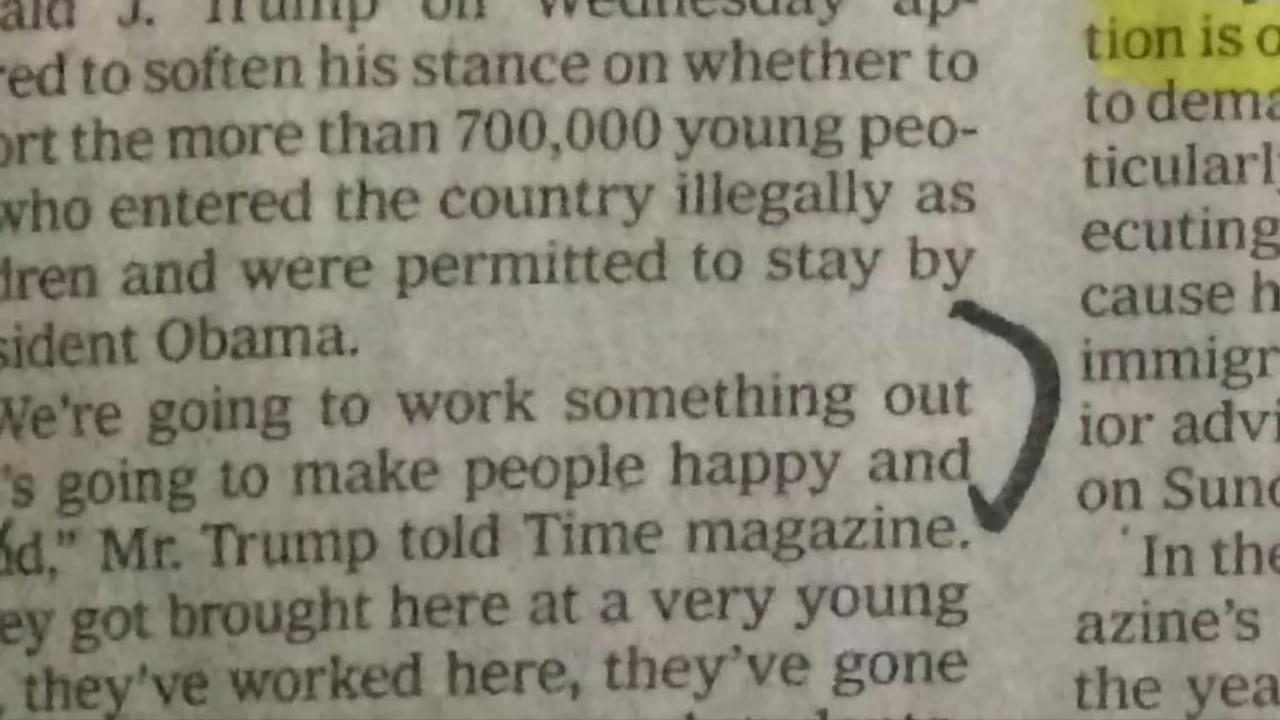 J. Trump on Wednesday ap-
red to soften his stance on whether to
ort the more than 700,000 young peo-
who entered the country illegally as
dren and were permitted to stay by
sident Obama.
We're going to work something out
's going to make people happy and
d," Mr. Trump told Time magazine.
ey got brought here at a very young
, they've worked here, they've gone
tion is o
to dema
ticularl
ecuting
cause h
immigr
ior advi
on Sund
In the
azine's
the yea